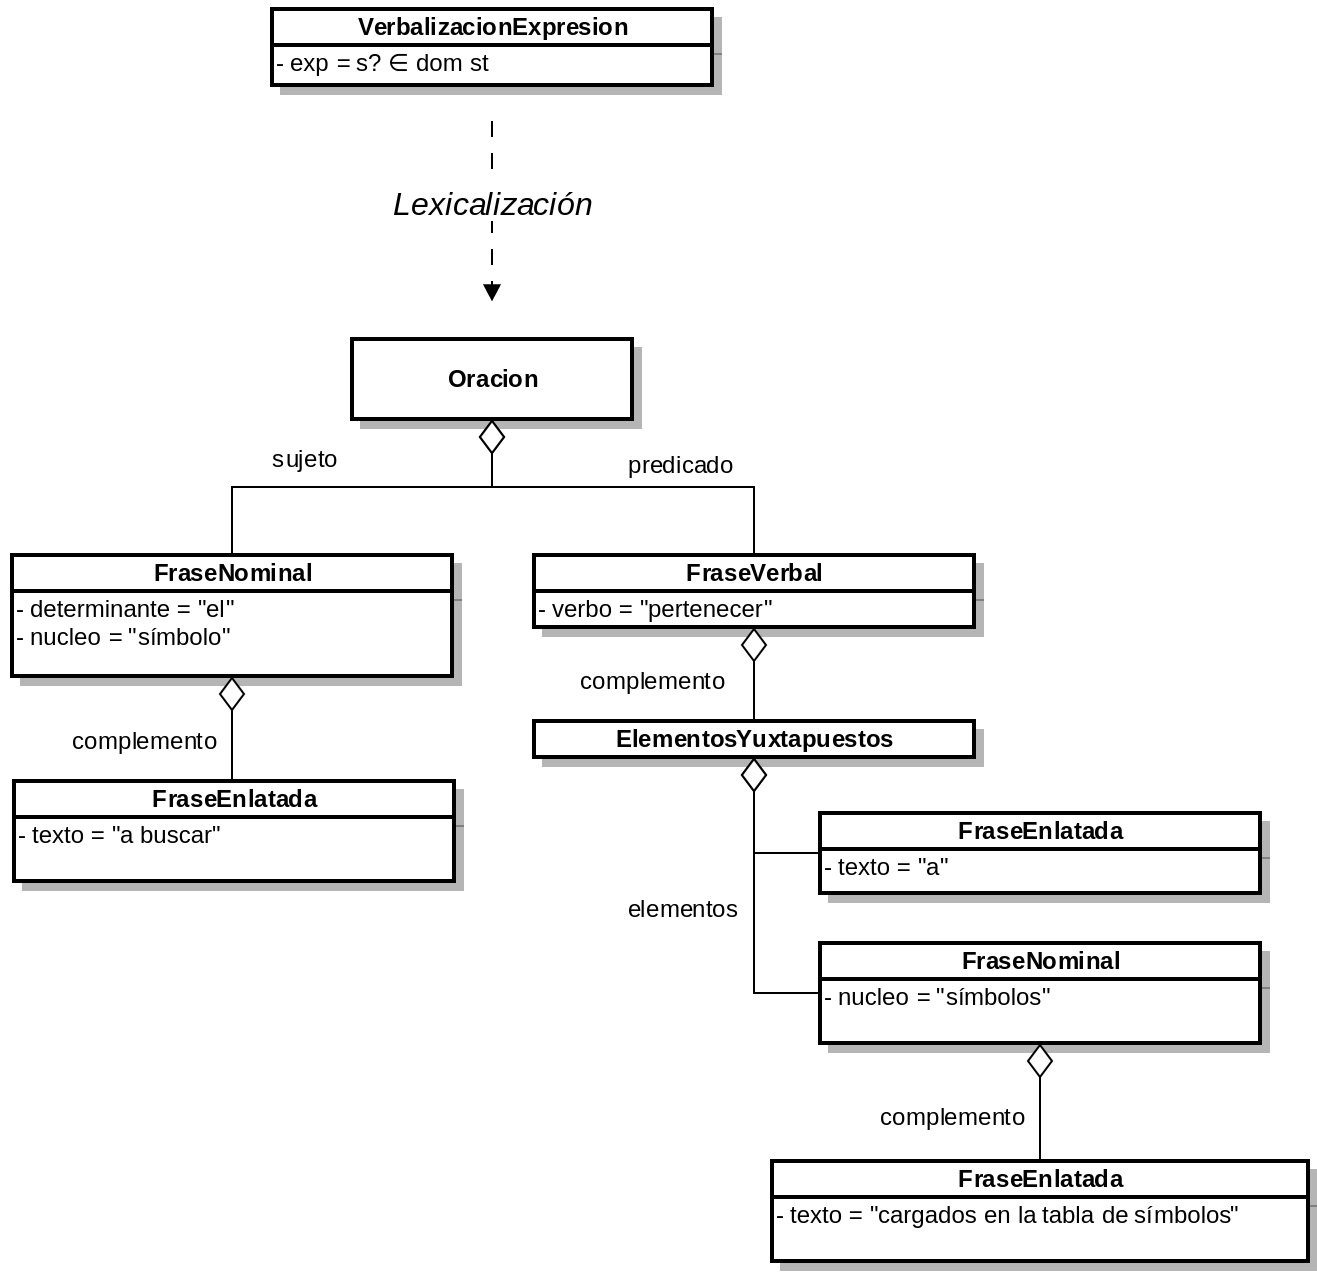 VerbalizacionExpresion
- exp = s? ∈ dom st
Lexicalización
Oracion
sujeto
predicado
FraseNominal
- determinante = "el"
- nucleo = "símbolo"
FraseVerbal
- verbo = "pertenecer"
complemento
ElementosYuxtapuestos
complemento
FraseEnlatada
- texto = "a buscar"
FraseEnlatada
- texto = "a"
elementos
FraseNominal
- nucleo = "símbolos"
complemento
FraseEnlatada
- texto = "cargados en la tabla de símbolos"